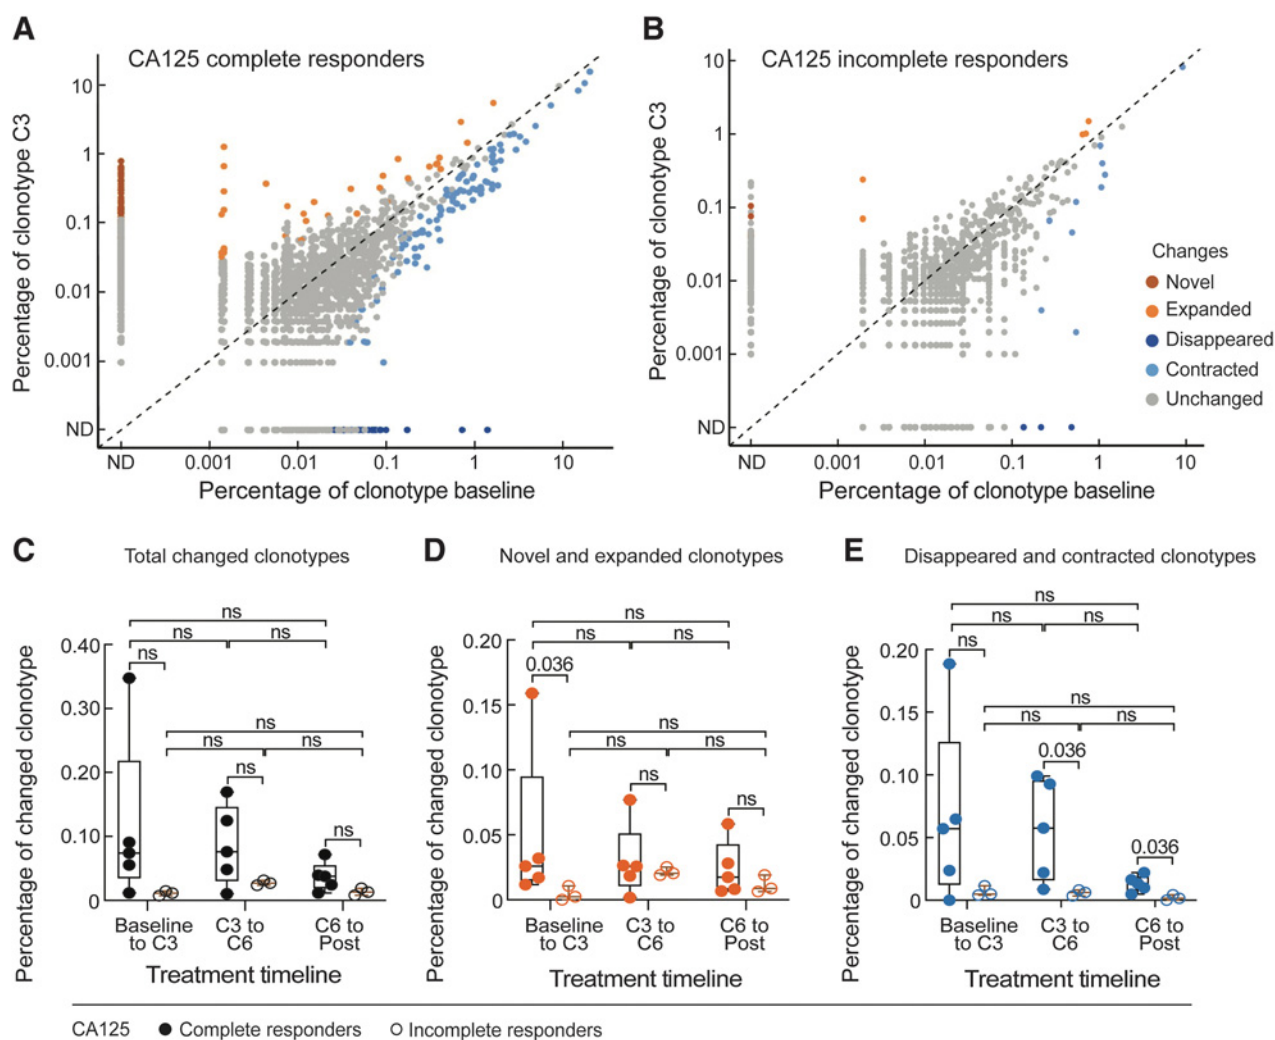 A
CA125 complete responders
Percentage of clonotype C3
10
1
0.1
0.01
0.001
ND
ND
0.001
0.01
0.1
1
10
Percentage of clonotype baseline
B
CA125 incomplete responders
Percentage of clonotype C3
10
1
0.1
0.01
0.001
ND
ND
0.001
0.01
0.1
1
10
Percentage of clonotype baseline
Changes
Novel
Expanded
Disappeared
Contracted
Unchanged
C
Total changed clonotypes
Percentage of changed clonotype
0.40
0.30
0.20
0.10
0
ns
ns
ns
ns
ns
ns
ns
ns
ns
Baseline
to C3
C3 to
C6
C6 to
Post
Treatment timeline
D
Novel and expanded clonotypes
Percentage of changed clonotype
0.20
0.15
0.10
0.05
0
ns
ns
ns
0.036
ns
ns
ns
ns
ns
Baseline
to C3
C3 to
C6
C6 to
Post
Treatment timeline
E
Disappeared and contracted clonotypes
Percentage of changed clonotype
0.20
0.15
0.10
0.05
0
ns
ns
ns
ns
ns
ns
ns
0.036
0.036
Baseline
to C3
C3 to
C6
C6 to
Post
Treatment timeline
CA125
Complete responders
Incomplete responders